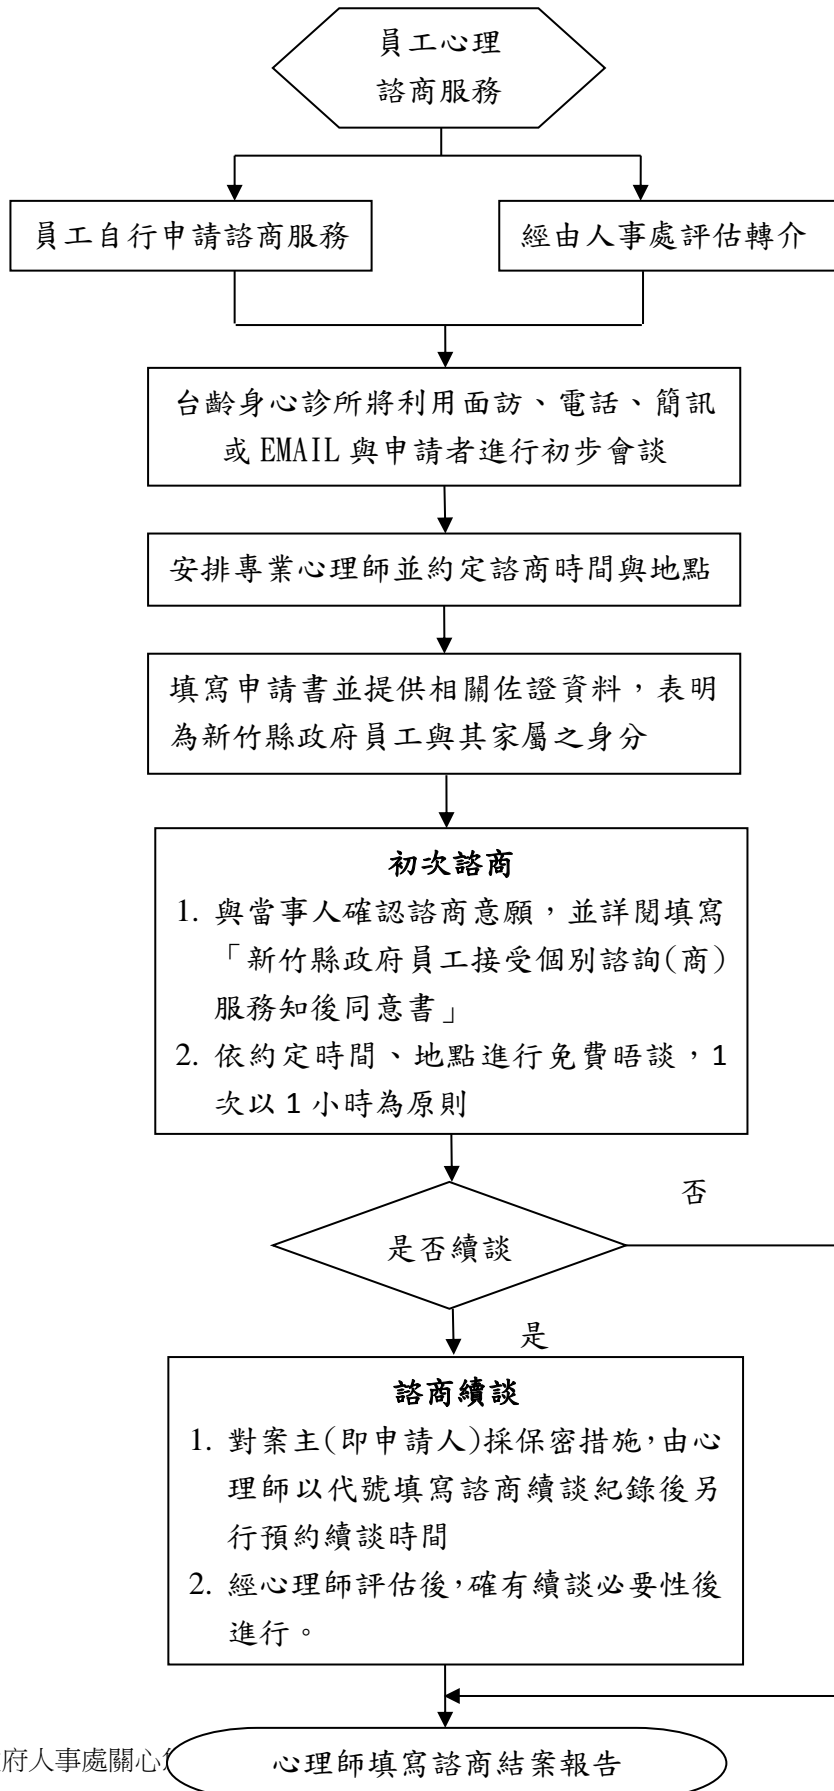 員工心理
諮商服務
員工自行申請諮商服務
經由人事處評估轉介
台齡身心診所將利用面訪、電話、簡訊
或 EMAIL 與申請者進行初步會談
安排專業心理師並約定諮商時間與地點
填寫申請書並提供相關佐證資料，表明
為新竹縣政府員工與其家屬之身分
初次諮商
1. 與當事人確認諮商意願，並詳閱填寫
「新竹縣政府員工接受個別諮詢(商)
服務知後同意書」
2. 依約定時間、地點進行免費晤談，1
次以 1 小時為原則
否
是否續談
是
諮商續談
1. 對案主(即申請人)採保密措施，由心
理師以代號填寫諮商續談紀錄後另
行預約續談時間
2. 經心理師評估後，確有續談必要性後
進行。
府人事處關心
心理師填寫諮商結案報告